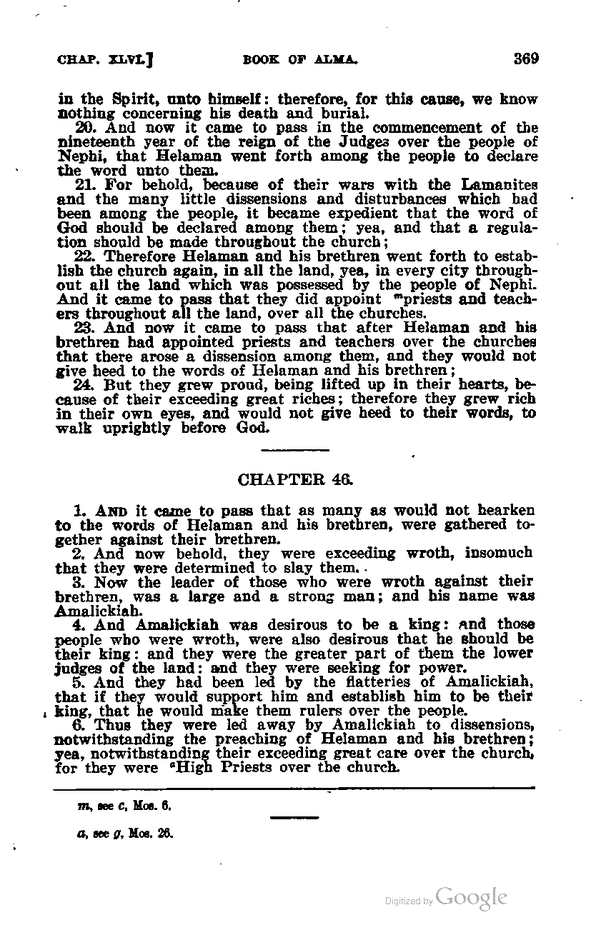 CHAP. XLVI.] BOOK OF ALMA. 369
in the Spirit, unto himself: therefore, for this cause, we know
nothing concerning his death and burial.
20. And now it came to pass in the commencement of the
nineteenth year of the reign of the Judges over the people of
Nephi, that Helaman went forth among the people to declare
the word unto them.
21. For behold, because of their wars with the Lamanites
and the many little dissensions and disturbances which had
been among the people, it became expedient that the word of
God should be declared among them; yea, and that a regula-
tion should be made throughout the church;
22. Therefore Helaman and his brethren went forth to estab-
lish the church again, in all the land, yea, in every city through-
out all the land which was possessed by the people of Nephi.
And it came to pass that they did appoint ᵐpriests and teach-
ers throughout all the land, over all the churches.
23. And now it came to pass that after Helaman and his
brethren had appointed priests and teachers over the churches
that there arose a dissension among them, and they would not
give heed to the words of Helaman and his brethren;
24. But they grew proud, being lifted up in their hearts, be-
cause of their exceeding great riches; therefore they grew rich
in their own eyes, and would not give heed to their words, to
walk uprightly before God.
CHAPTER 46.
1. AND it came to pass that as many as would not hearken
to the words of Helaman and his brethren, were gathered to-
gether against their brethren.
2. And now behold, they were exceeding wroth, insomuch
that they were determined to slay them.
3. Now the leader of those who were wroth against their
brethren, was a large and a strong man; and his name was
Amalickiah.
4. And Amalickiah was desirous to be a king: and those
people who were wroth, were also desirous that he should be
their king: and they were the greater part of them the lower
judges of the land: and they were seeking for power.
5. And they had been led by the flatteries of Amalickiah,
that if they would support him and establish him to be their
king, that he would make them rulers over the people.
6. Thus they were led away by Amalickiah to dissensions,
notwithstanding the preaching of Helaman and his brethren;
yea, notwithstanding their exceeding great care over the church,
for they were ᵃHigh Priests over the church.
m, see c, Mos. 6.
a, see g, Mos. 26.
Digitized by Google